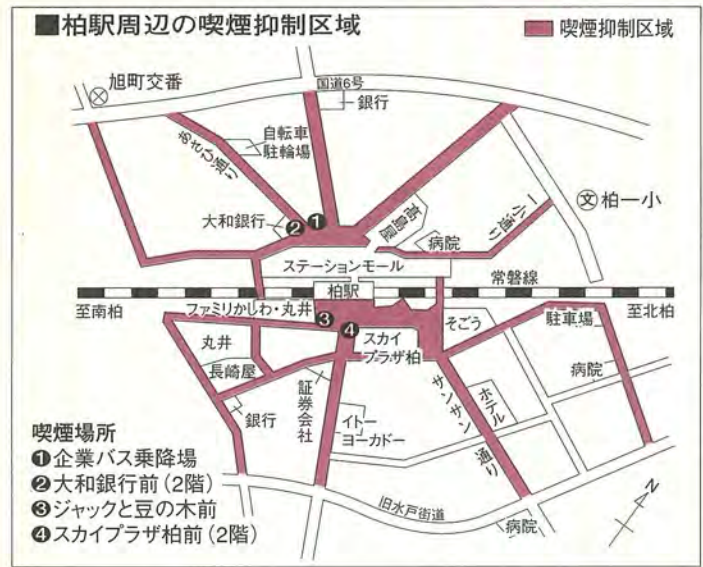 ■柏駅周辺の喫煙抑制区域
喫煙抑制区域
旭町交番
国道6号
銀行
自転車
駐輪場
あさひ通り
大和銀行
❷
❶
髙島屋
病院
一小通り
文 柏一小
ステーションモール
常磐線
柏駅
至南柏
至北柏
ファミリかしわ・丸井
❸
❹
スカイ
プラザ柏
そごう
駐車場
丸井
長崎屋
病院
銀行
証券会社
イトー
ヨーカドー
サンサン通り
ホテル
旧水戸街道
病院
N
喫煙場所
❶企業バス乗降場
❷大和銀行前(2階)
❸ジャックと豆の木前
❹スカイプラザ柏前(2階)